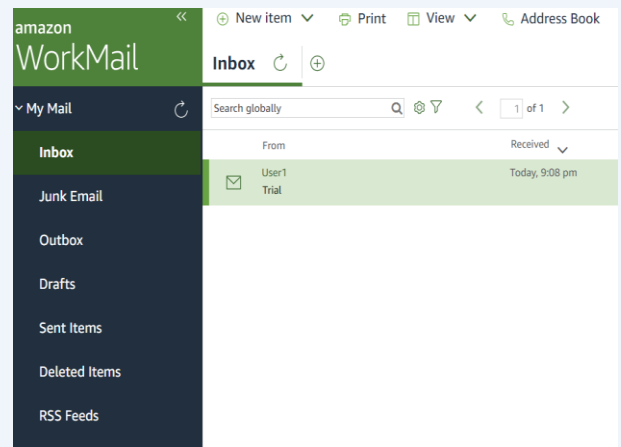 amazon
WorkMail
New item Print View Address Book
Inbox
My Mail
Search globally 1 of 1
From Received
Inbox
User1 Today, 9:08 pm
Trial
Junk Email
Outbox
Drafts
Sent Items
Deleted Items
RSS Feeds